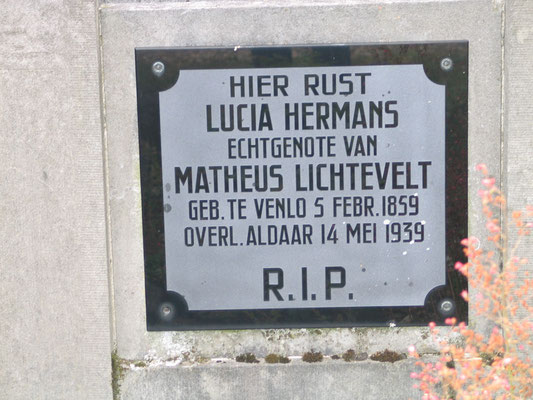 HIER RUST
LUCIA HERMANS
ECHTGENOTE VAN
MATHEUS LICHTEVELT
GEB. TE VENLO 5 FEBR. 1859
OVERL. ALDAAR 14 MEI 1939
R.I.P.